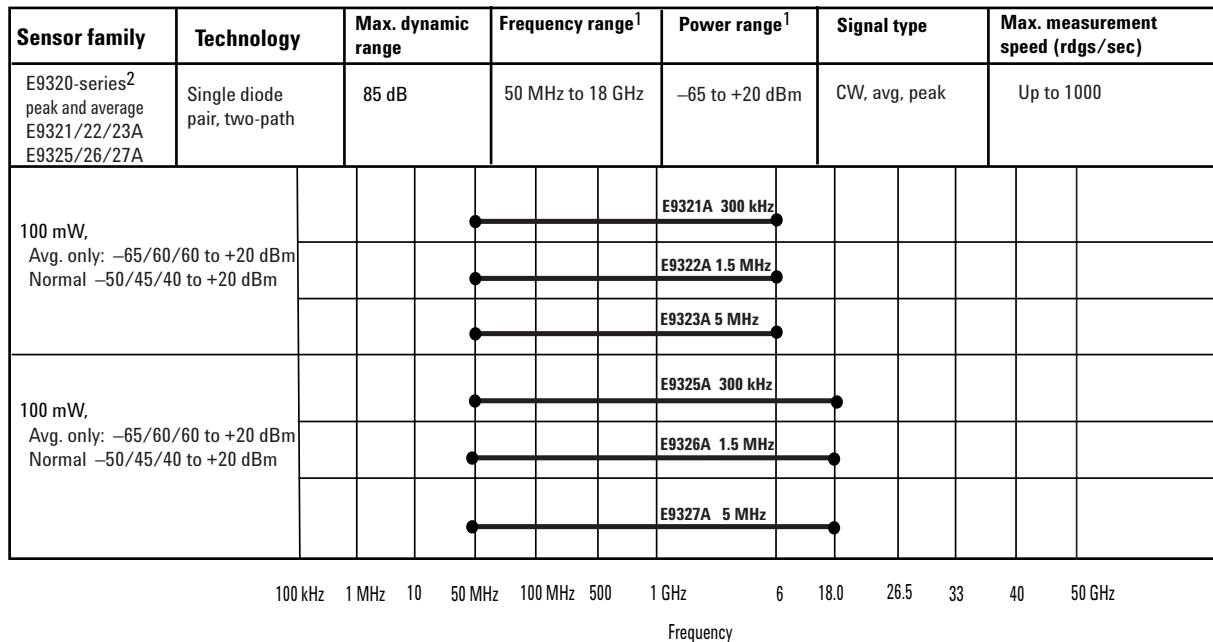 Sensor family
Technology
Max. dynamic
range
Frequency range1
Power range1
Signal type
Max. measurement
speed (rdgs/sec)
E9320-series2
peak and average
E9321/22/23A
E9325/26/27A
Single diode
pair, two-path
85 dB
50 MHz to 18 GHz
–65 to +20 dBm
CW, avg, peak
Up to 1000
100 mW,
Avg. only: –65/60/60 to +20 dBm
Normal –50/45/40 to +20 dBm
E9321A 300 kHz
E9322A 1.5 MHz
E9323A 5 MHz
100 mW,
Avg. only: –65/60/60 to +20 dBm
Normal –50/45/40 to +20 dBm
E9325A 300 kHz
E9326A 1.5 MHz
E9327A 5 MHz
100 kHz 1 MHz 10 50 MHz 100 MHz 500 1 GHz 6 18.0 26.5 33 40 50 GHz
Frequency